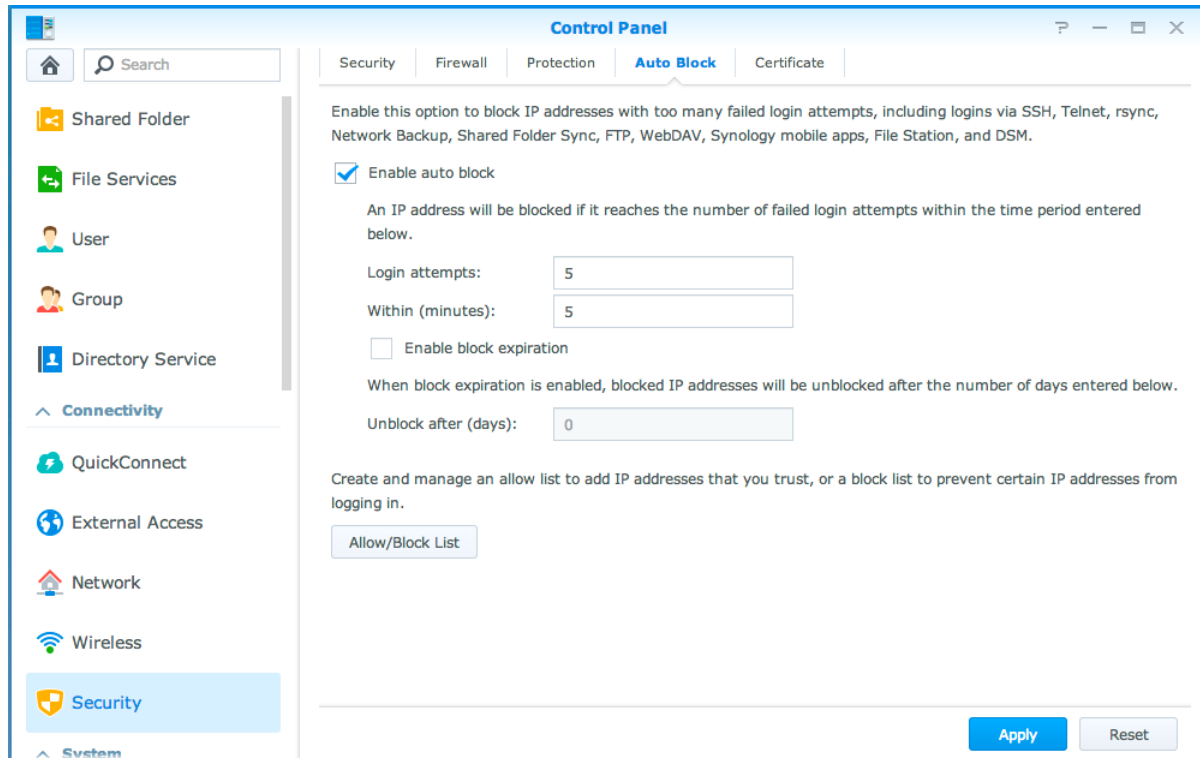 Control Panel
Search
Shared Folder
File Services
User
Group
Directory Service
Connectivity
QuickConnect
External Access
Network
Wireless
Security
System
Security
Firewall
Protection
Auto Block
Certificate
Enable this option to block IP addresses with too many failed login attempts, including logins via SSH, Telnet, rsync,
Network Backup, Shared Folder Sync, FTP, WebDAV, Synology mobile apps, File Station, and DSM.
Enable auto block
An IP address will be blocked if it reaches the number of failed login attempts within the time period entered
below.
Login attempts: 5
Within (minutes): 5
Enable block expiration
When block expiration is enabled, blocked IP addresses will be unblocked after the number of days entered below.
Unblock after (days): 0
Create and manage an allow list to add IP addresses that you trust, or a block list to prevent certain IP addresses from
logging in.
Allow/Block List
Apply
Reset